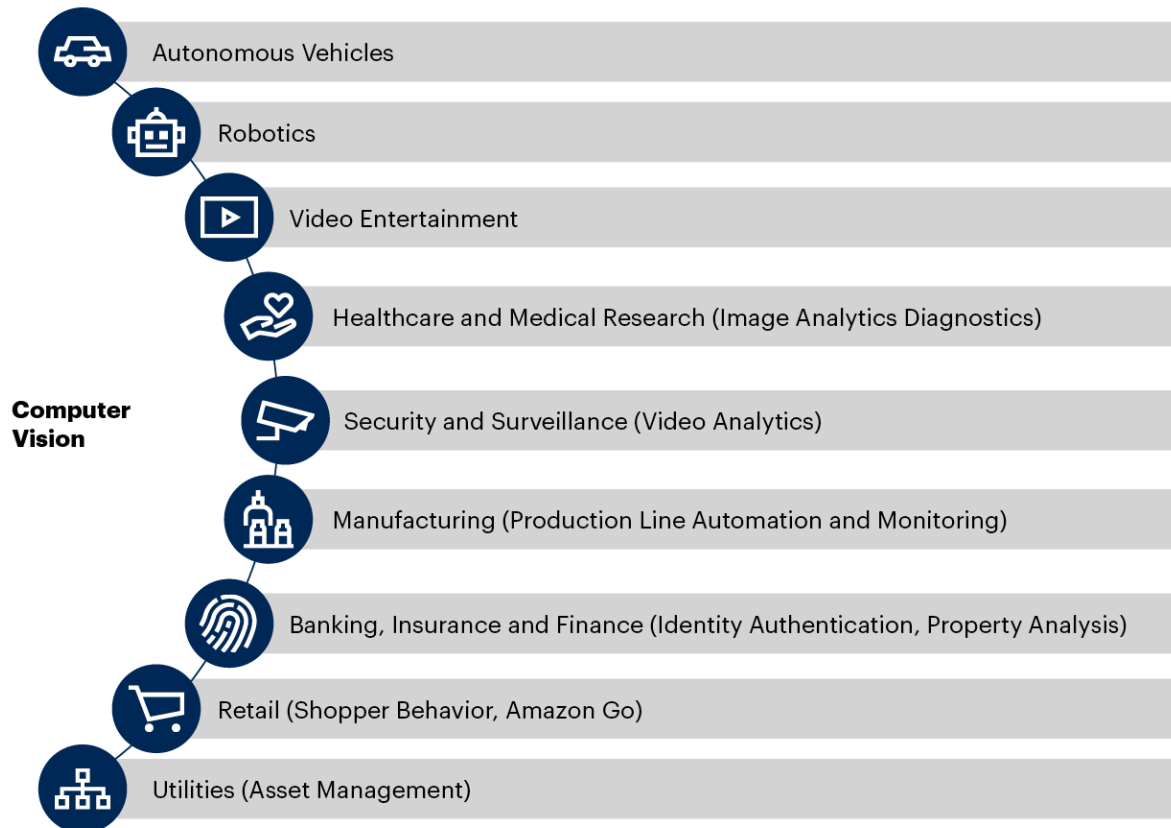 Autonomous Vehicles
Robotics
Video Entertainment
Healthcare and Medical Research (Image Analytics Diagnostics)
Computer
Vision
Security and Surveillance (Video Analytics)
Manufacturing (Production Line Automation and Monitoring)
Banking, Insurance and Finance (Identity Authentication, Property Analysis)
Retail (Shopper Behavior, Amazon Go)
Utilities (Asset Management)